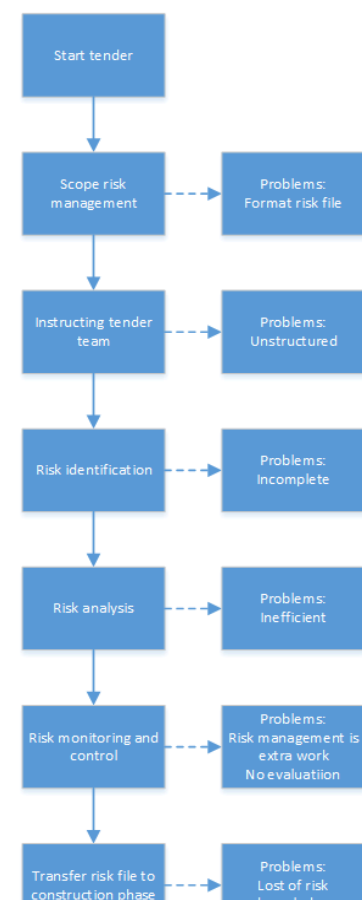 Start tender
Scope risk
management
Problems:
Format risk file
Instructing tender
team
Problems:
Unstructured
Risk identification
Problems:
Incomplete
Risk analysis
Problems:
Inefficient
Risk monitoring and
control
Problems:
Risk management is
extra work
No evaluatiion
Transfer risk file to
construction phase
Problems:
Lost of risk